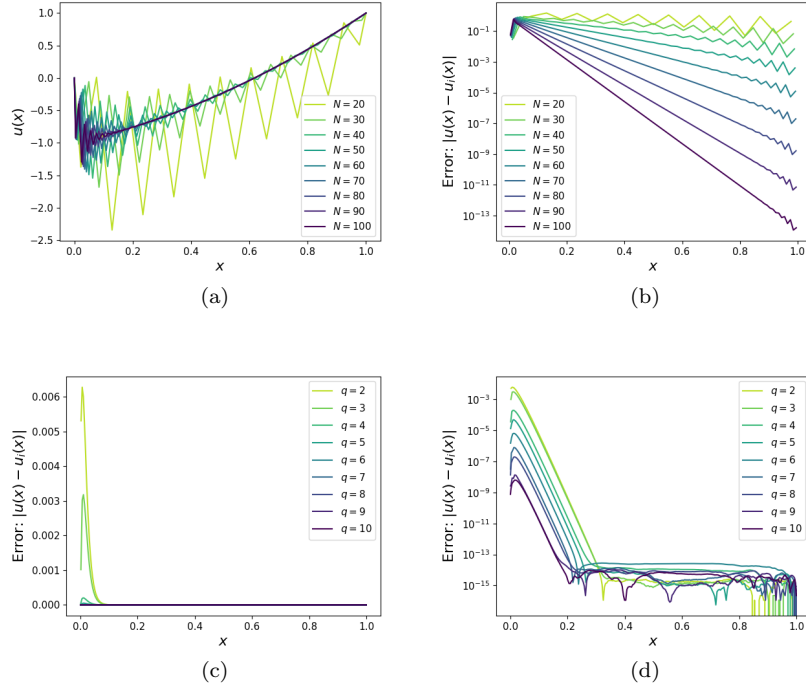 1.0
0.5
0.0
−0.5
−1.0
−1.5
−2.0
−2.5
u(x)
0.0 0.2 0.4 0.6 0.8 1.0
x
N = 20
N = 30
N = 40
N = 50
N = 60
N = 70
N = 80
N = 90
N = 100
(a)
10⁻¹
10⁻³
10⁻⁵
10⁻⁷
10⁻⁹
10⁻¹¹
10⁻¹³
Error: |u(x) − uᵢ(x)|
0.0 0.2 0.4 0.6 0.8 1.0
x
N = 20
N = 30
N = 40
N = 50
N = 60
N = 70
N = 80
N = 90
N = 100
(b)
0.006
0.005
0.004
0.003
0.002
0.001
0.000
Error: |u(x) − uᵢ(x)|
0.0 0.2 0.4 0.6 0.8 1.0
x
q = 2
q = 3
q = 4
q = 5
q = 6
q = 7
q = 8
q = 9
q = 10
(c)
10⁻³
10⁻⁵
10⁻⁷
10⁻⁹
10⁻¹¹
10⁻¹³
10⁻¹⁵
Error: |u(x) − uᵢ(x)|
0.0 0.2 0.4 0.6 0.8 1.0
x
q = 2
q = 3
q = 4
q = 5
q = 6
q = 7
q = 8
q = 9
q = 10
(d)